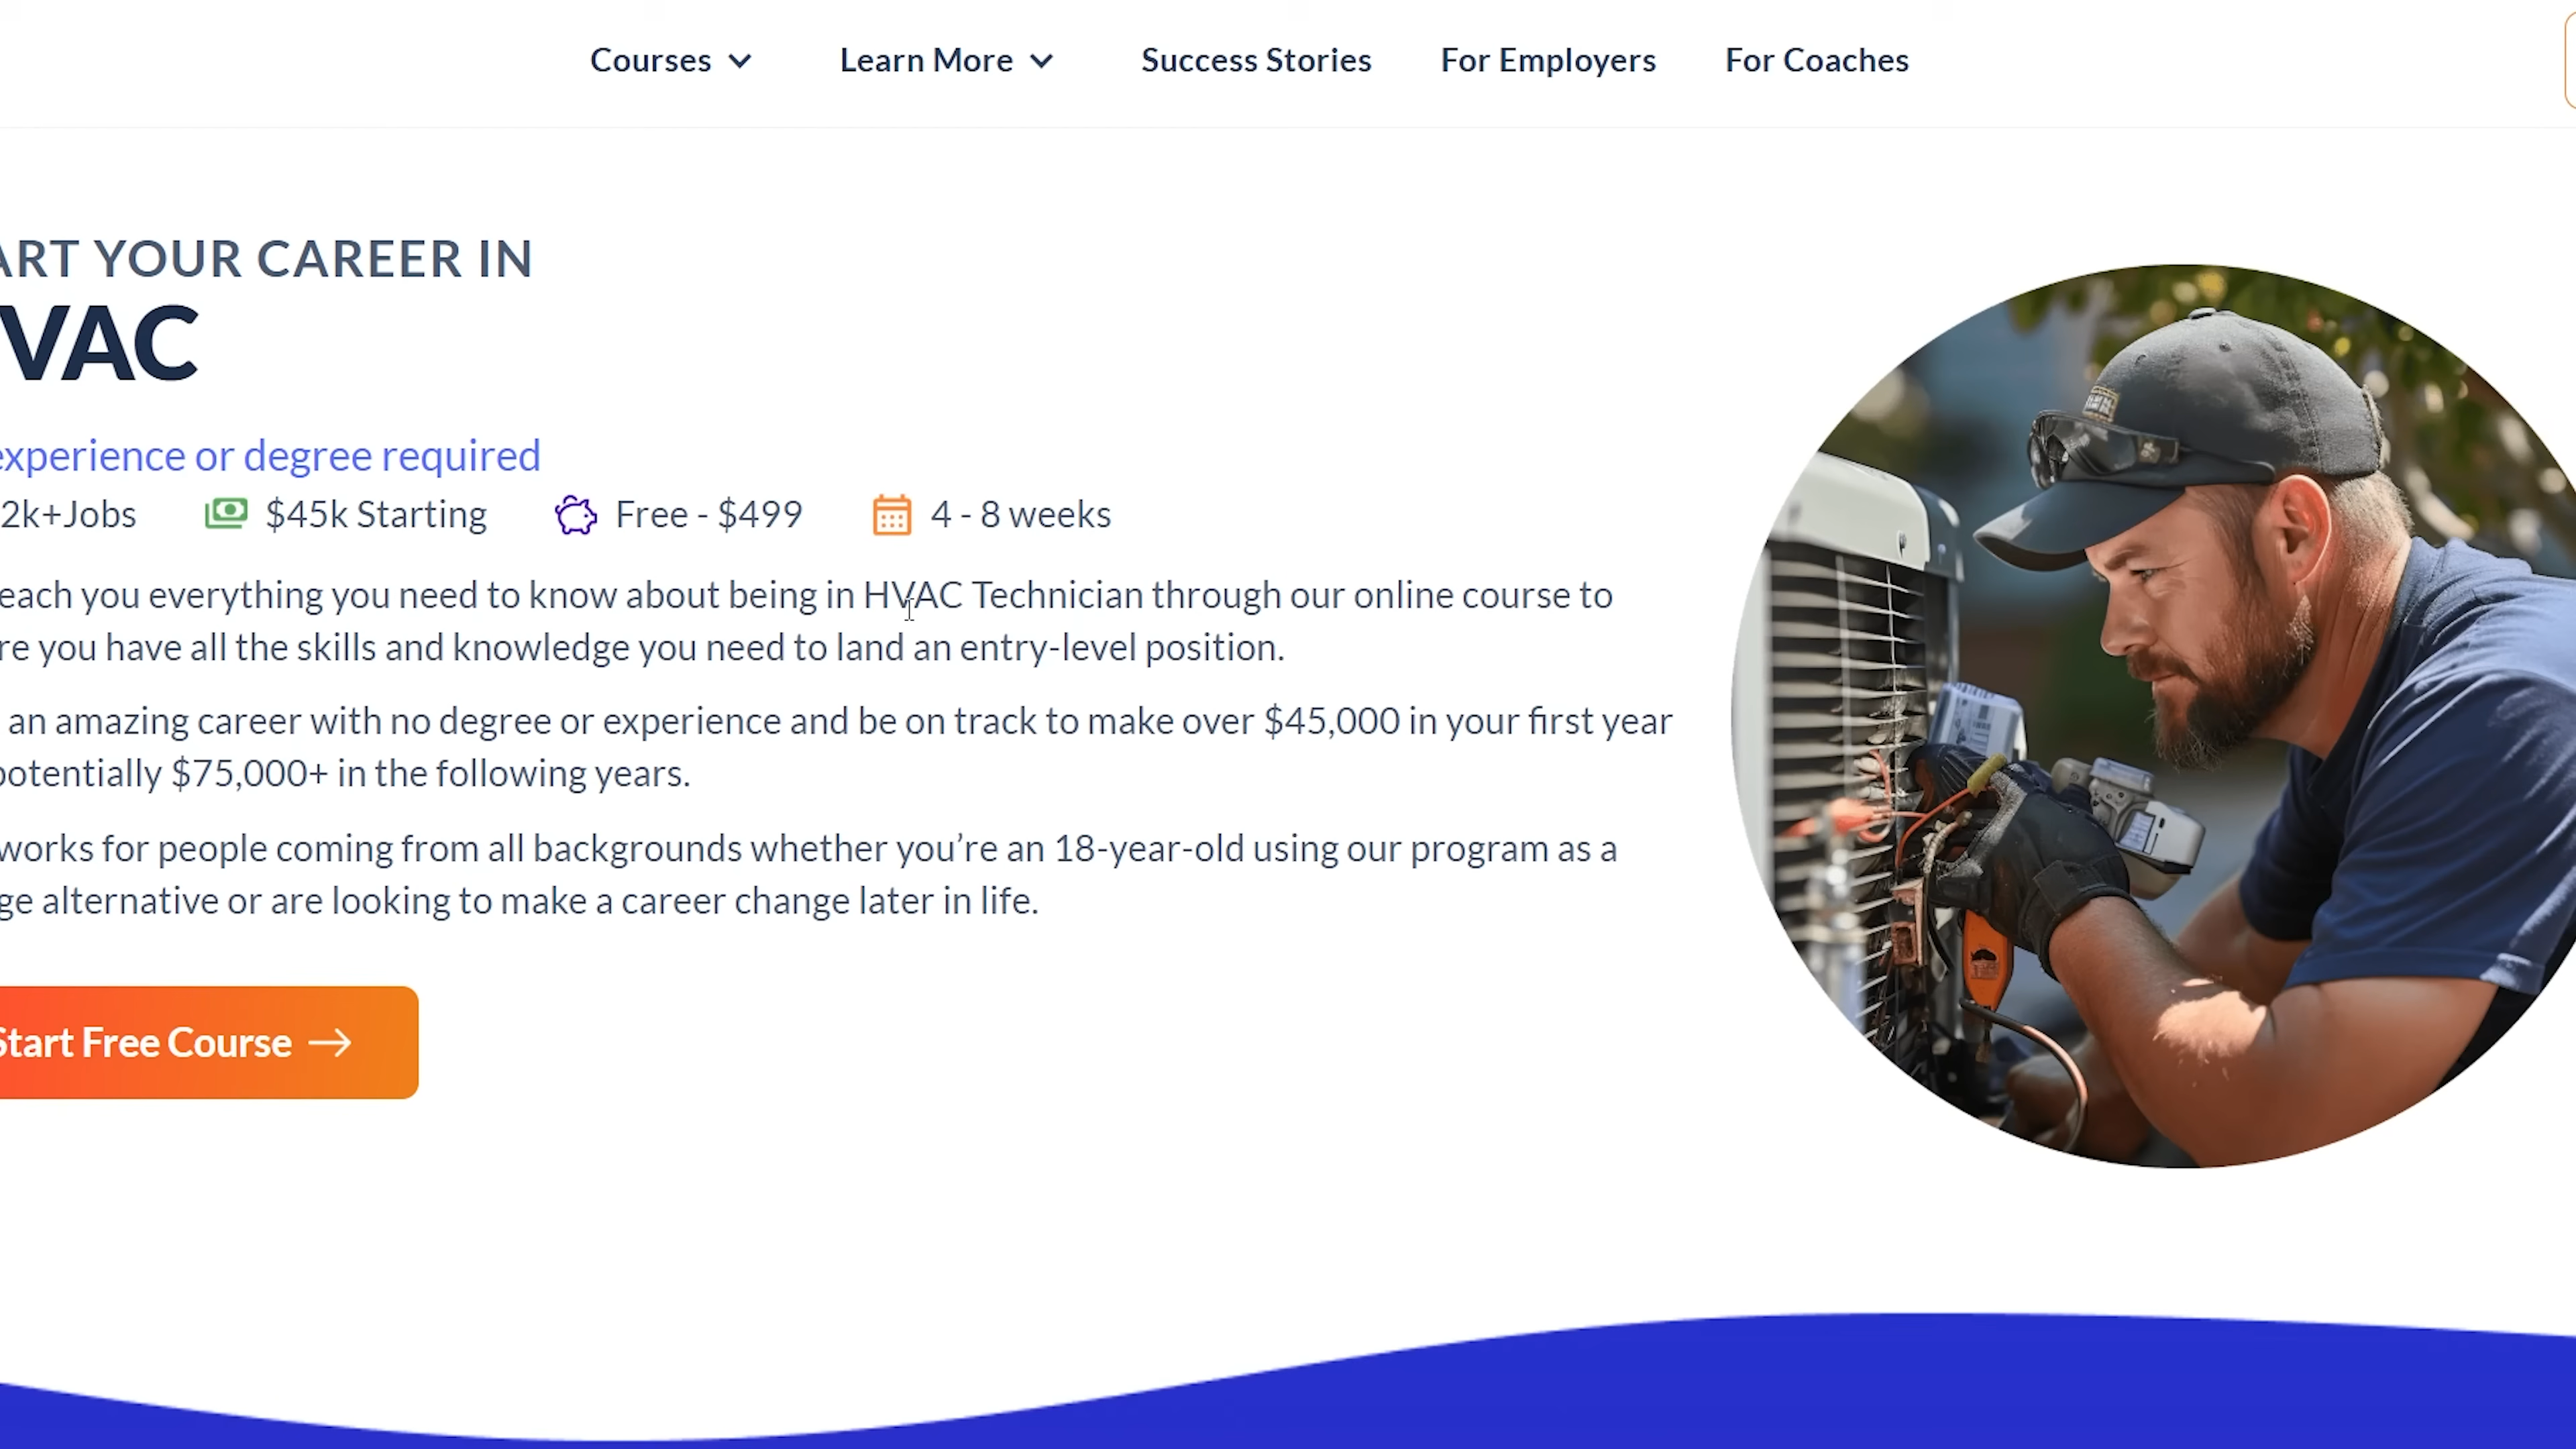 Courses Learn More Success Stories For Employers For Coaches
ART YOUR CAREER IN
VAC
experience or degree required
2k+Jobs $45k Starting Free - $499 4 - 8 weeks
each you everything you need to know about being in HVAC Technician through our online course to
re you have all the skills and knowledge you need to land an entry-level position.
an amazing career with no degree or experience and be on track to make over $45,000 in your first year
potentially $75,000+ in the following years.
works for people coming from all backgrounds whether you're an 18-year-old using our program as a
ge alternative or are looking to make a career change later in life.
Start Free Course →